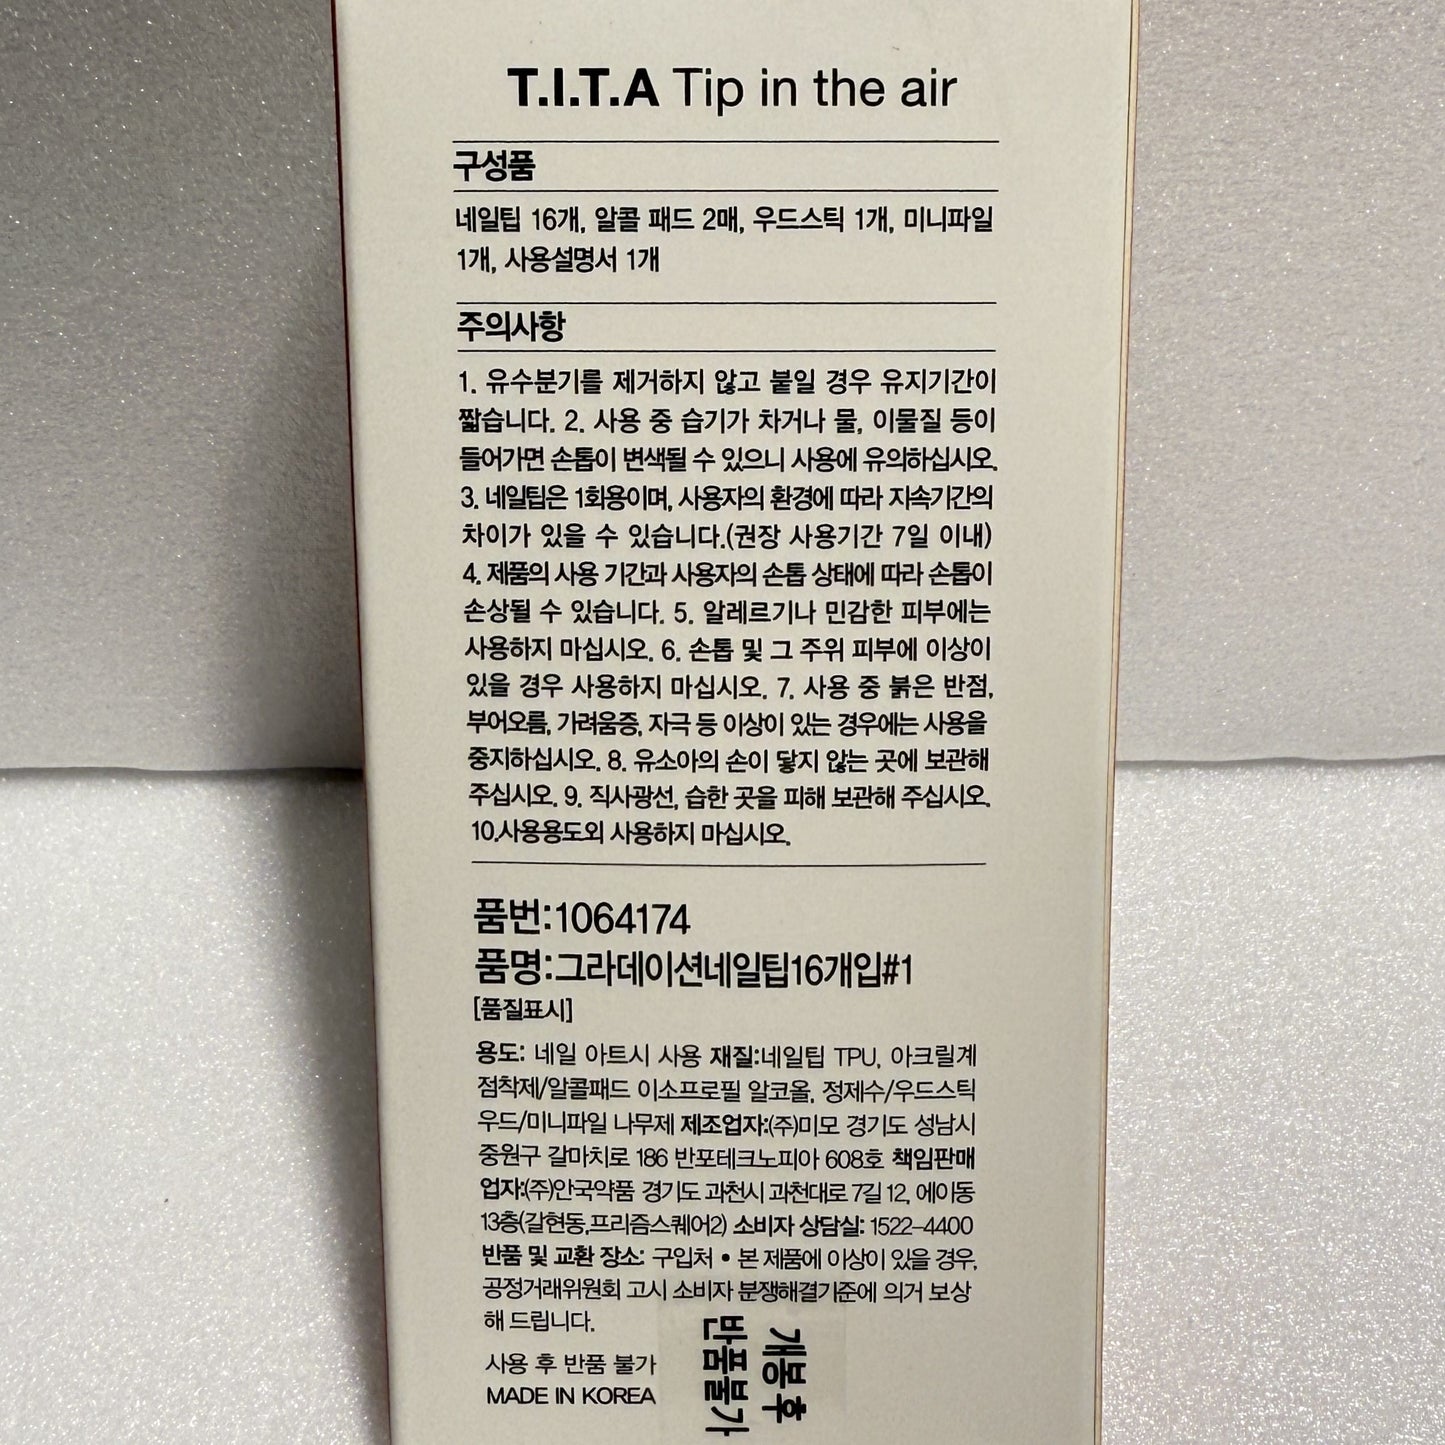 T.I.T.A Tip in the air
구성품
네일팁 16개, 알콜 패드 2매, 우드스틱 1개, 미니파일
1개, 사용설명서 1개
주의사항
1. 유수분기를 제거하지 않고 붙일 경우 유지기간이
짧습니다. 2. 사용 중 습기가 차거나 물, 이물질 등이
들어가면 손톱이 변색될 수 있으니 사용에 유의하십시오.
3. 네일팁은 1회용이며, 사용자의 환경에 따라 지속기간의
차이가 있을 수 있습니다.(권장 사용기간 7일 이내)
4. 제품의 사용 기간과 사용자의 손톱 상태에 따라 손톱이
손상될 수 있습니다. 5. 알레르기나 민감한 피부에는
사용하지 마십시오. 6. 손톱 및 그 주위 피부에 이상이
있을 경우 사용하지 마십시오. 7. 사용 중 붉은 반점,
부어오름, 가려움증, 자극 등 이상이 있는 경우에는 사용을
중지하십시오. 8. 유소아의 손이 닿지 않는 곳에 보관해
주십시오. 9. 직사광선, 습한 곳을 피해 보관해 주십시오.
10.사용용도외 사용하지 마십시오.
품번:1064174
품명:그라데이션네일팁16개입#1
[품질표시]
용도: 네일 아트시 사용 재질:네일팁 TPU, 아크릴계
점착제/알콜패드 이소프로필 알코올, 정제수/우드스틱
우드/미니파일 나무제 제조업자:(주)미모 경기도 성남시
중원구 갈마치로 186 반포테크노피아 608호 책임판매
업자:(주)안국약품 경기도 과천시 과천대로 7길 12, 에이동
13층(갈현동,프리즘스퀘어2) 소비자 상담실: 1522-4400
반품 및 교환 장소: 구입처 • 본 제품에 이상이 있을 경우,
공정거래위원회 고시 소비자 분쟁해결기준에 의거 보상
해 드립니다.
사용 후 반품 불가
MADE IN KOREA
개봉 후
반품불가